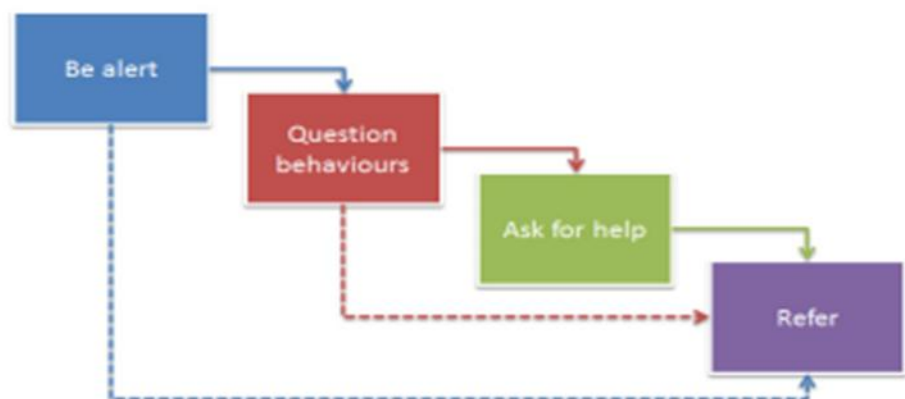 Be alert
Question
behaviours
Ask for help
Refer